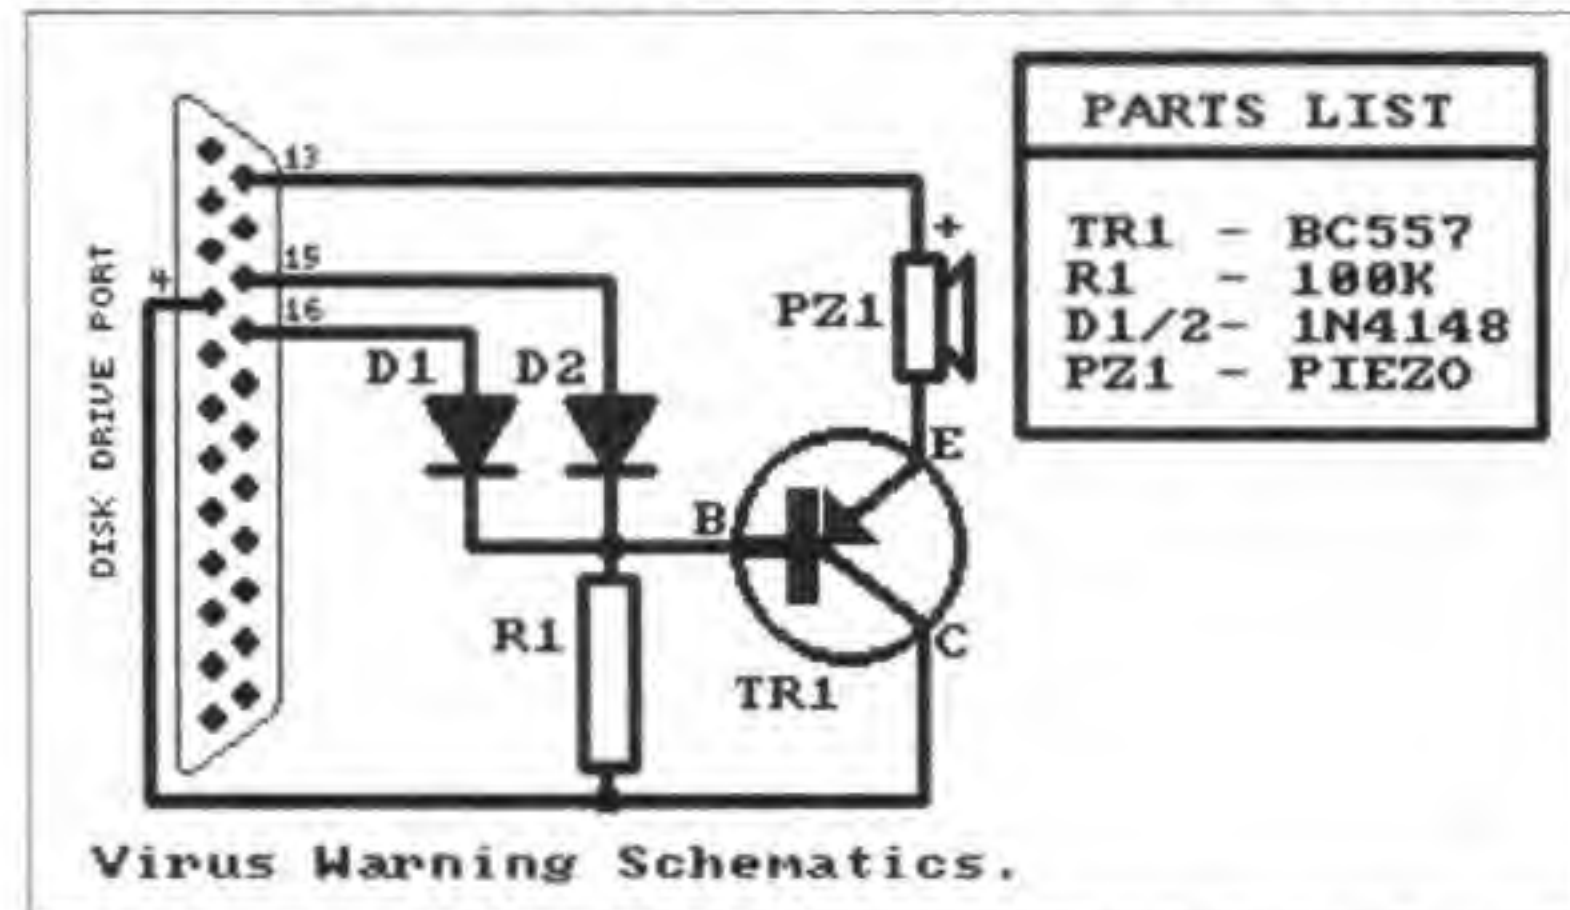 PARTS LIST
TR1 - BC557
R1 - 100K
D1/2- 1N4148
PZ1 - PIEZO
DISK DRIVE PORT
13
15
4
16
D1
D2
PZ1
+
E
B
R1
C
TR1
Virus Warning Schematics.